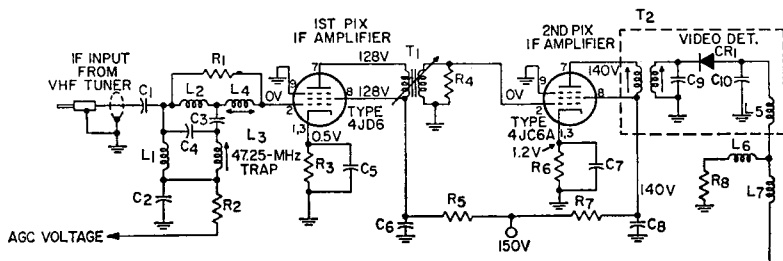 T2
1ST PIX
IF AMPLIFIER
2ND PIX
IF AMPLIFIER
VIDEO DET.
IF INPUT
FROM
VHF TUNER
R1
7
128V
T1
7
140V
CR1
C1
L2
L4
9
0V
2
8
128V
R4
9
0V
2
8
C9
C10
C3
TYPE
4JD6
TYPE
4JC6A
L5
C4
L3
1,3
0.5V
1,3
1.2V
L1
47.25-MHz
TRAP
R3
C5
R6
C7
L6
R8
L7
C2
R2
140V
C6
R5
R7
C8
150V
AGC VOLTAGE